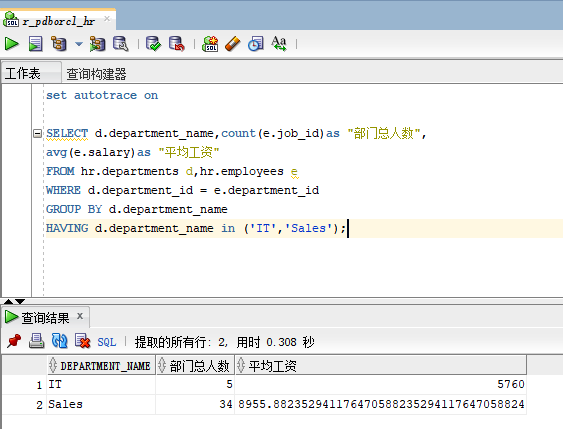 r_pdborcl_hr
工作表 查询构建器
set autotrace on
SELECT d.department_name,count(e.job_id)as "部门总人数",
avg(e.salary)as "平均工资"
FROM hr.departments d,hr.employees e
WHERE d.department_id = e.department_id
GROUP BY d.department_name
HAVING d.department_name in ('IT','Sales');
查询结果 x
SQL | 提取的所有行: 2, 用时 0.308 秒
DEPARTMENT_NAME 部门总人数 平均工资
1 IT 5 5760
2 Sales 34 8955.88235294117647058823529411764705882­4